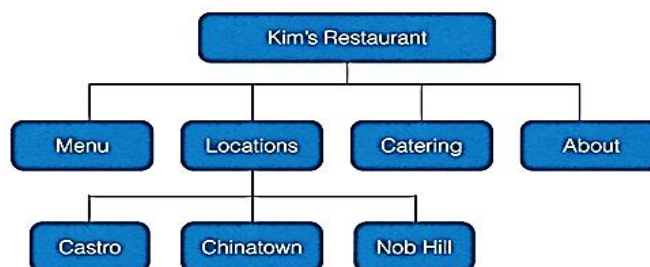 Kim's Restaurant
Menu
Locations
Catering
About
Castro
Chinatown
Nob Hill